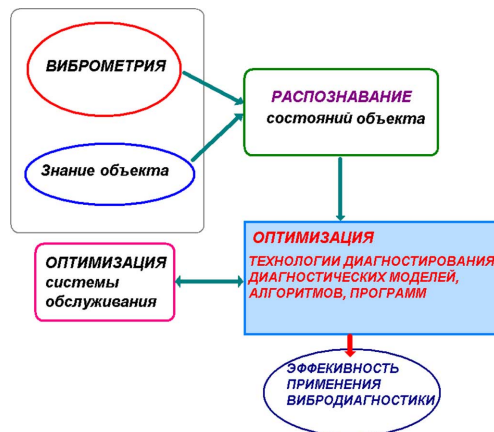 ВИБРОМЕТРИЯ
Знание объекта
РАСПОЗНАВАНИЕ
состояний объекта
ОПТИМИЗАЦИЯ
системы
обслуживания
ОПТИМИЗАЦИЯ
ТЕХНОЛОГИИ ДИАГНОСТИРОВАНИЯ
ДИАГНОСТИЧЕСКИХ МОДЕЛЕЙ,
АЛГОРИТМОВ, ПРОГРАММ
ЭФФЕКИВНОСТЬ
ПРИМЕНЕНИЯ
ВИБРОДИАГНОСТИКИ